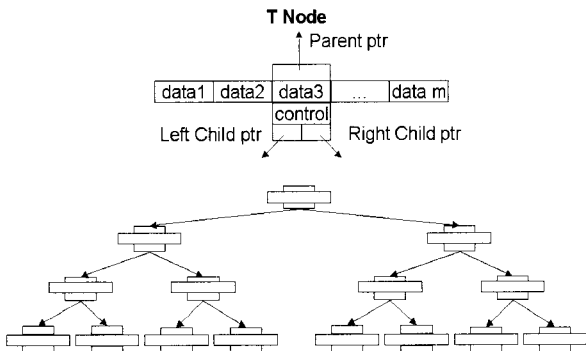 T Node
Parent ptr
data1 data2 data3 ... data m
control
Left Child ptr Right Child ptr